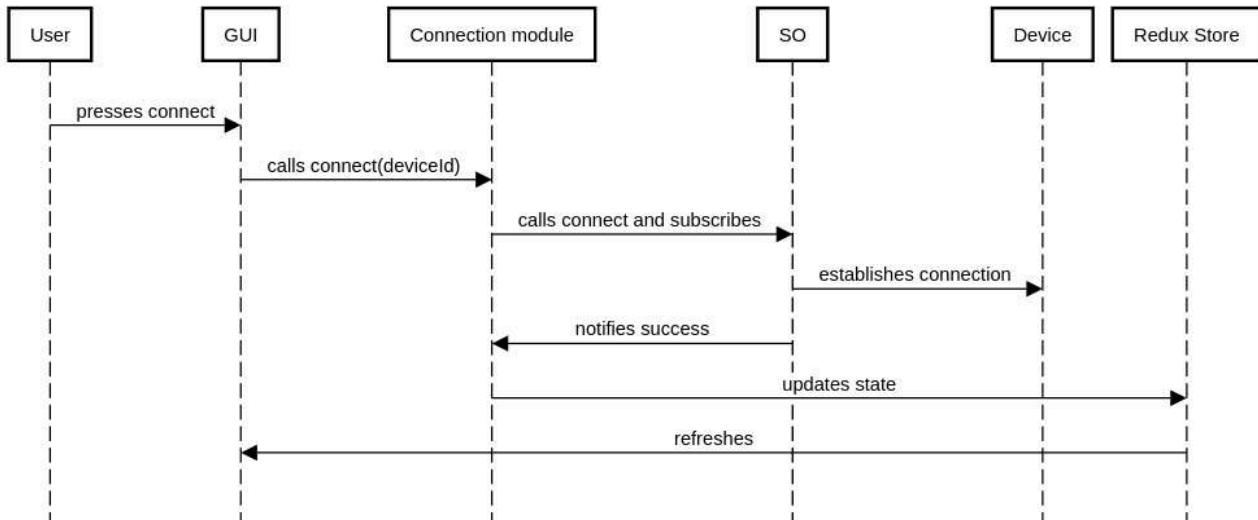 User
GUI
Connection module
SO
Device
Redux Store
presses connect
calls connect(deviceId)
calls connect and subscribes
establishes connection
notifies success
updates state
refreshes